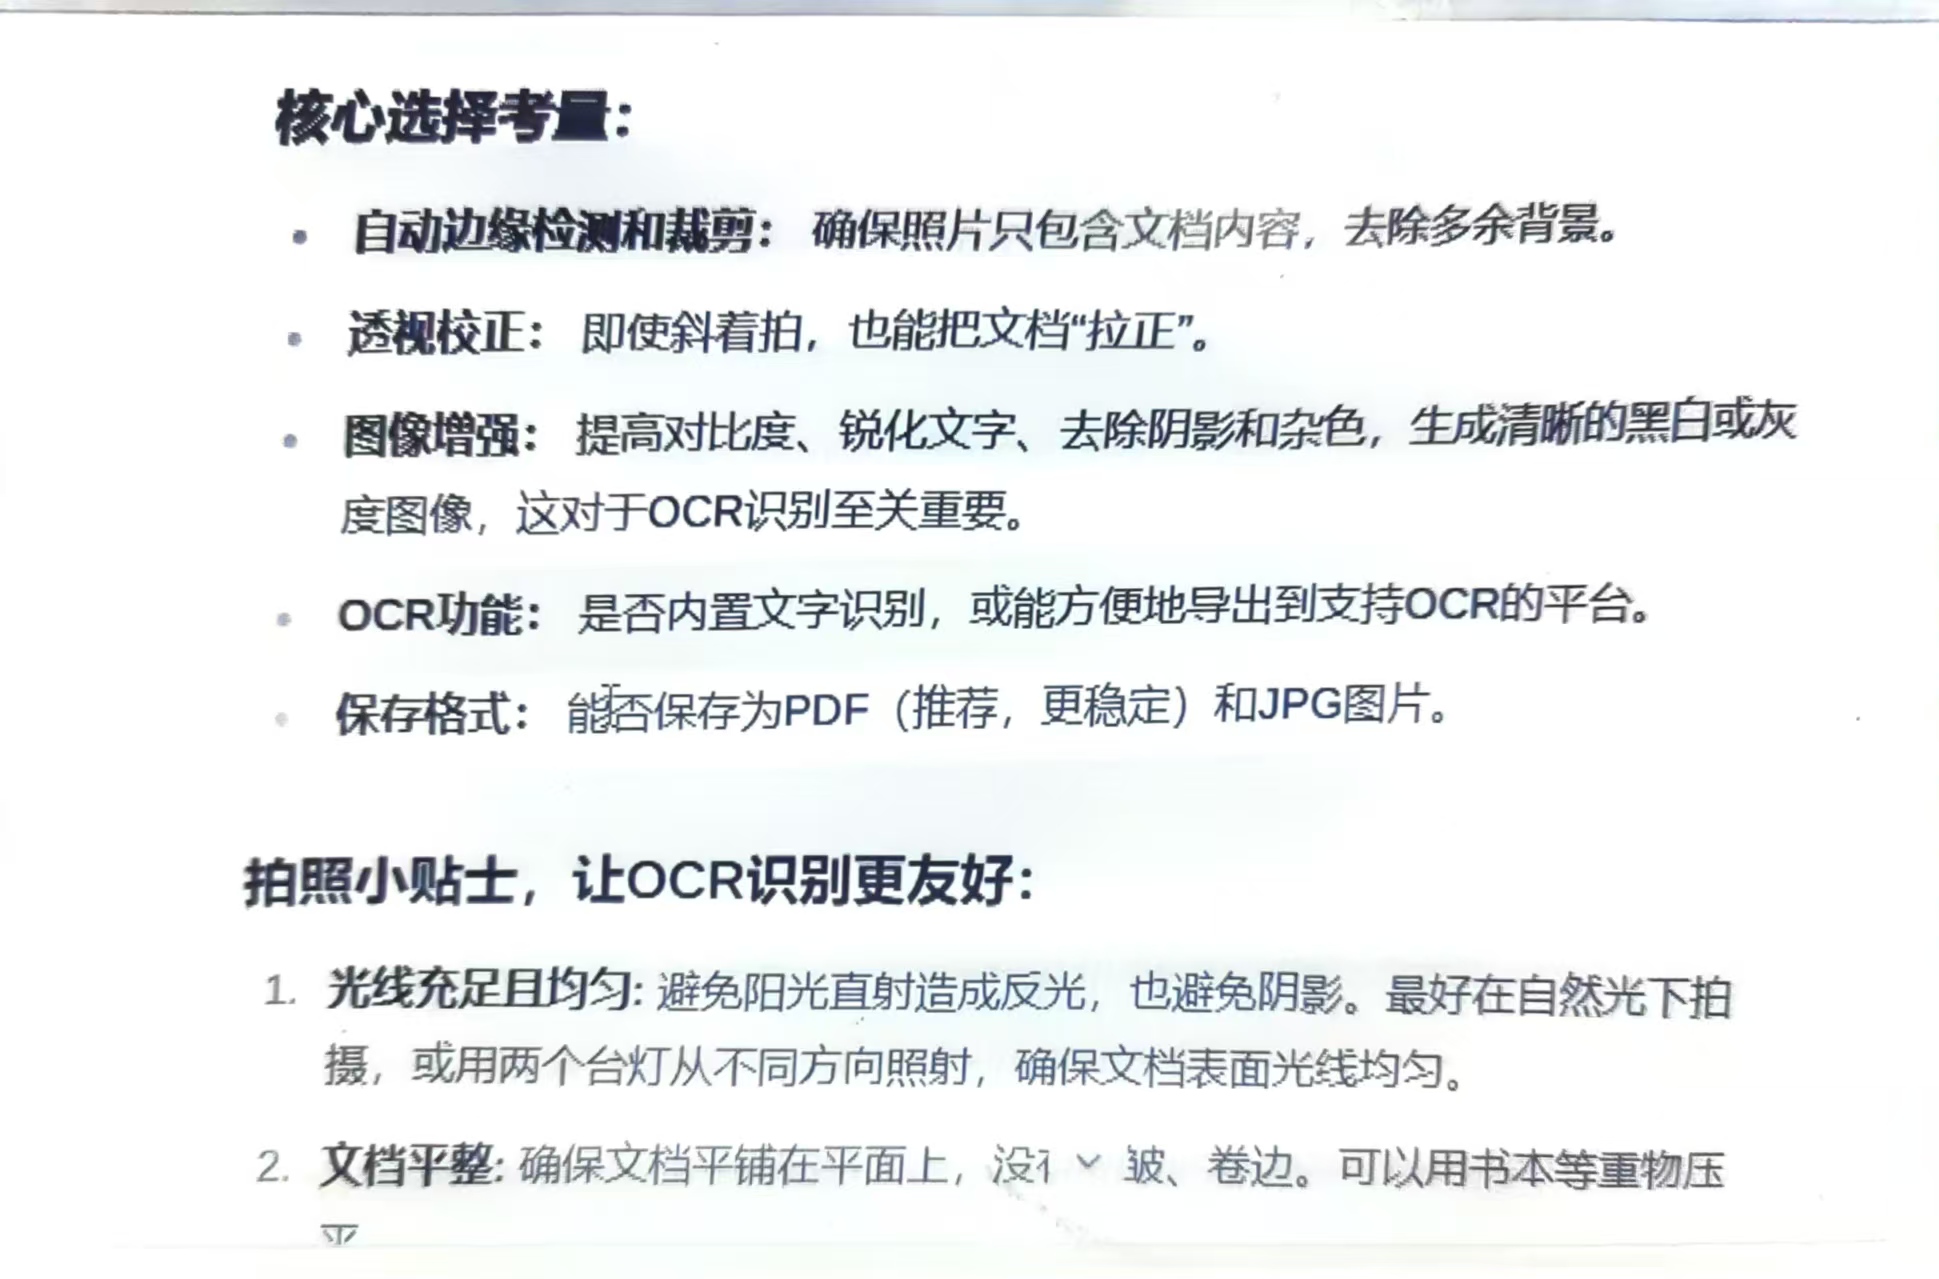 核心选择考量：
自动边缘检测和裁剪： 确保照片只包含文档内容，去除多余背景。
透视校正： 即使斜着拍，也能把文档“拉正”。
图像增强： 提高对比度、锐化文字、去除阴影和杂色，生成清晰的黑白或灰
度图像，这对于OCR识别至关重要。
OCR功能： 是否内置文字识别，或能方便地导出到支持OCR的平台。
保存格式： 能否保存为PDF（推荐，更稳定）和JPG图片。
拍照小贴士，让OCR识别更友好：
1. 光线充足且均匀: 避免阳光直射造成反光，也避免阴影。最好在自然光下拍
摄，或用两个台灯从不同方向照射，确保文档表面光线均匀。
2. 文档平整: 确保文档平铺在平面上，没 皱、卷边。可以用书本等重物压